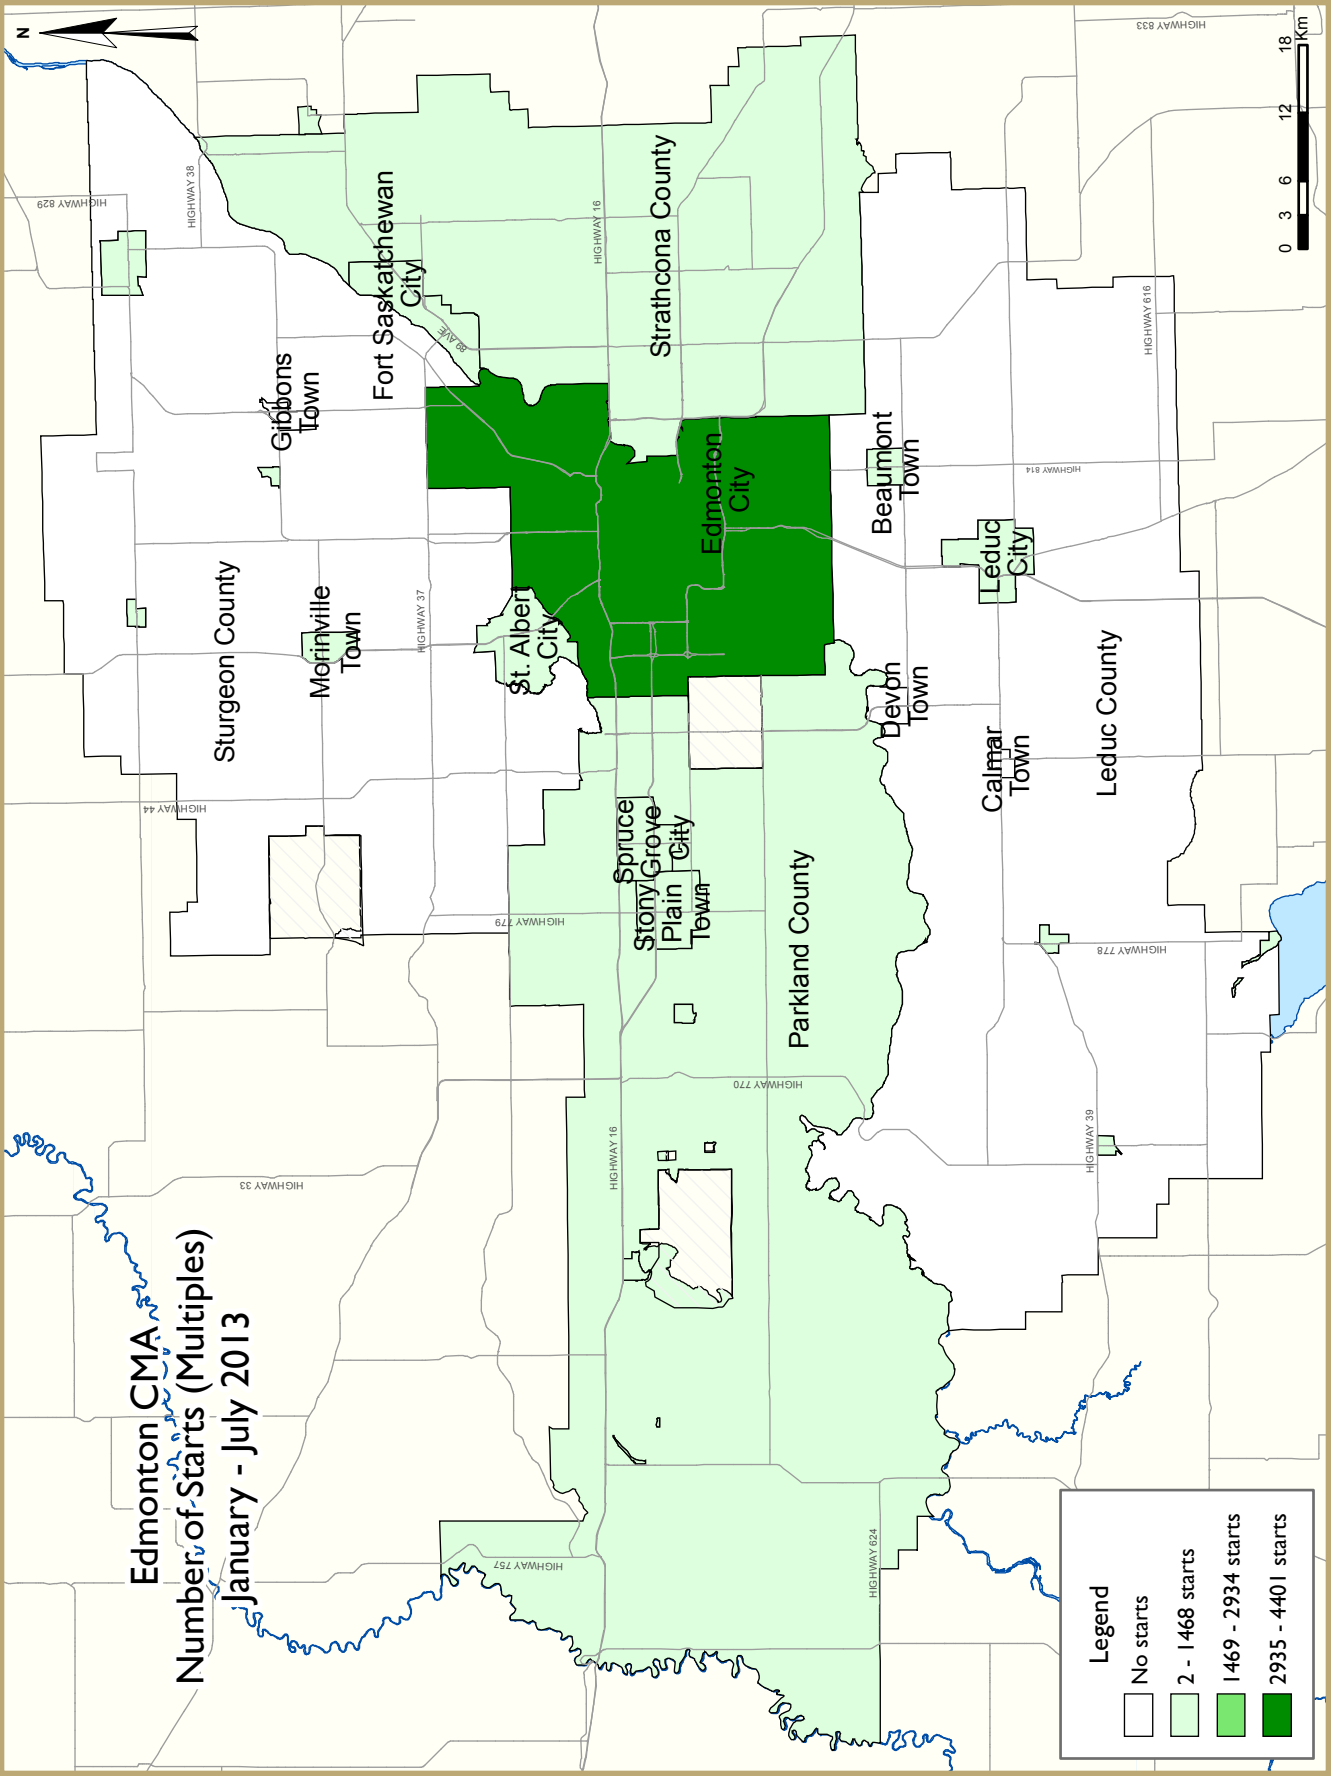 Edmonton CMA
Number of Starts (Multiples)
January - July 2013
N
HIGHWAY 829
HIGHWAY 38
HIGHWAY 833
Fort Saskatchewan
City
89 AVE
Gibbons
Town
HIGHWAY 16
Strathcona County
Sturgeon County
Morinville
Town
HIGHWAY 37
HIGHWAY 44
St. Albert
City
Edmonton
City
Beaumont
Town
HIGHWAY 814
HIGHWAY 616
Leduc
City
Devon
Town
Calmar
Town
Leduc County
Spruce
Grove
City
Stony
Plain
Town
HIGHWAY 779
Parkland County
HIGHWAY 778
HIGHWAY 770
HIGHWAY 39
HIGHWAY 16
HIGHWAY 33
HIGHWAY 757
HIGHWAY 624
0 3 6 12 18
Km
Legend
No starts
2 - 1468 starts
1469 - 2934 starts
2935 - 4401 starts